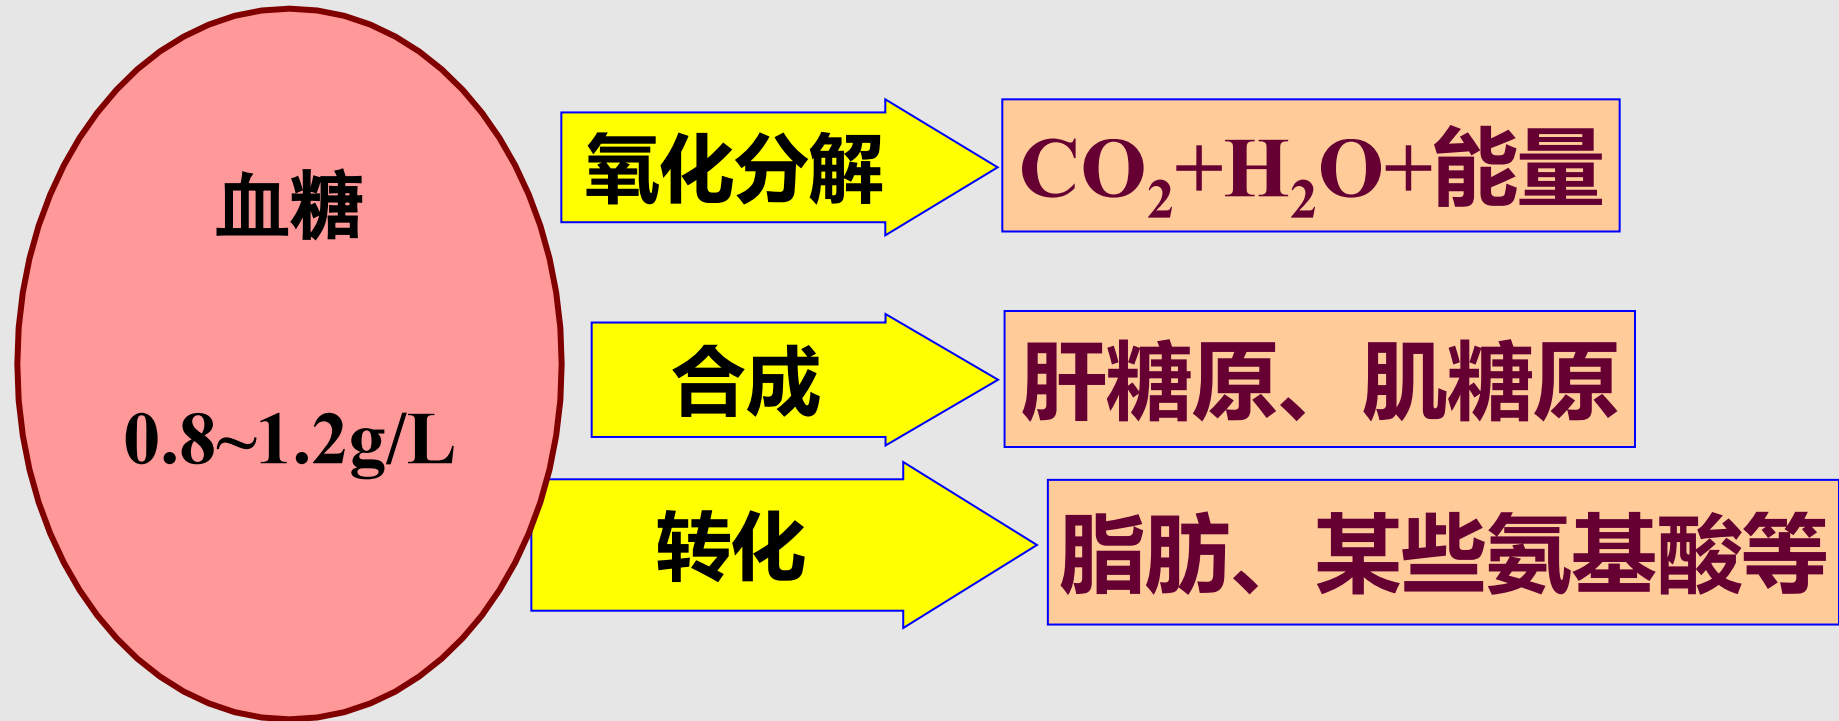 血糖
0.8~1.2g/L
氧化分解
CO₂+H₂O+能量
合成
肝糖原、肌糖原
转化
脂肪、某些氨基酸等